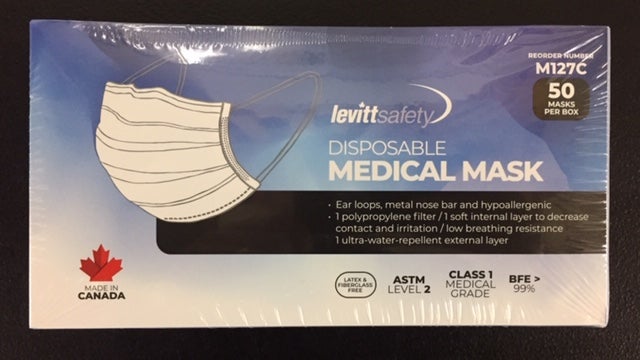 REORDER NUMBER
M127C
50
MASKS
PER BOX
levittsafety
DISPOSABLE
MEDICAL MASK
• Ear loops, metal nose bar and hypoallergenic
• 1 polypropylene filter / 1 soft internal layer to decrease
contact and irritation / low breathing resistance
1 ultra-water-repellent external layer
MADE IN
CANADA
LATEX &
FIBERGLASS
FREE
ASTM
LEVEL 2
CLASS 1
MEDICAL
GRADE
BFE >
99%